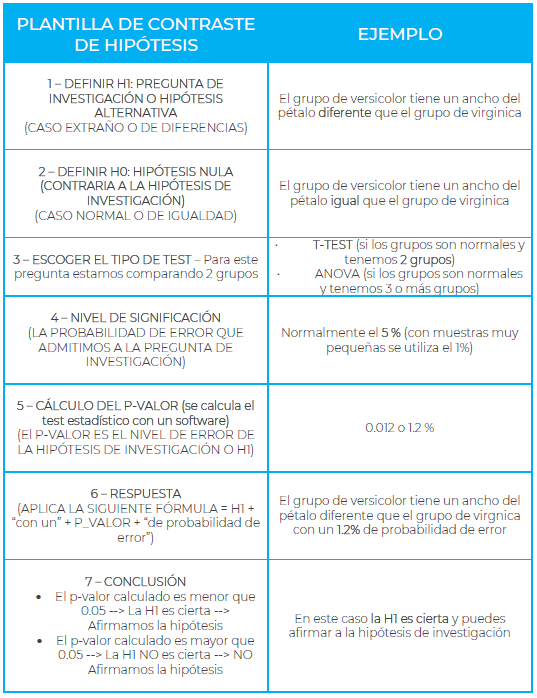 PLANTILLA DE CONTRASTE
DE HIPÓTESIS
EJEMPLO
1 – DEFINIR H1: PREGUNTA DE
INVESTIGACIÓN O HIPÓTESIS
ALTERNATIVA
(CASO EXTRAÑO O DE DIFERENCIAS)
El grupo de versicolor tiene un ancho del
pétalo diferente que el grupo de virginica
2 – DEFINIR H0: HIPÓTESIS NULA
(CONTRARIA A LA HIPÓTESIS DE
INVESTIGACIÓN)
(CASO NORMAL O DE IGUALDAD)
El grupo de versicolor tiene un ancho del
pétalo igual que el grupo de virginica
3 – ESCOGER EL TIPO DE TEST – Para este
pregunta estamos comparando 2 grupos
· T-TEST (si los grupos son normales y
tenemos 2 grupos)
· ANOVA (si los grupos son normales
y tenemos 3 o más grupos)
4 – NIVEL DE SIGNIFICACIÓN
(LA PROBABILIDAD DE ERROR QUE
ADMITIMOS A LA PREGUNTA DE
INVESTIGACIÓN)
Normalmente el 5 % (con muestras muy
pequeñas se utiliza el 1%)
5 – CÁLCULO DEL P-VALOR (se calcula el
test estadístico con un software)
(El P-VALOR ES EL NIVEL DE ERROR DE
LA HIPÓTESIS DE INVESTIGACIÓN O H1)
0.012 o 1.2 %
6 – RESPUESTA
(APLICA LA SIGUIENTE FÓRMULA = H1 +
“con un” + P_VALOR + “de probabilidad de
error”)
El grupo de versicolor tiene un ancho del
pétalo diferente que el grupo de virgnica
con un 1.2% de probabilidad de error
7 – CONCLUSIÓN
• El p-valor calculado es menor que
0.05 --> La H1 es cierta -->
Afirmamos la hipótesis
• El p-valor calculado es mayor que
0.05 --> La H1 NO es cierta --> NO
Afirmamos la hipótesis
En este caso la H1 es cierta y puedes
afirmar a la hipótesis de investigación